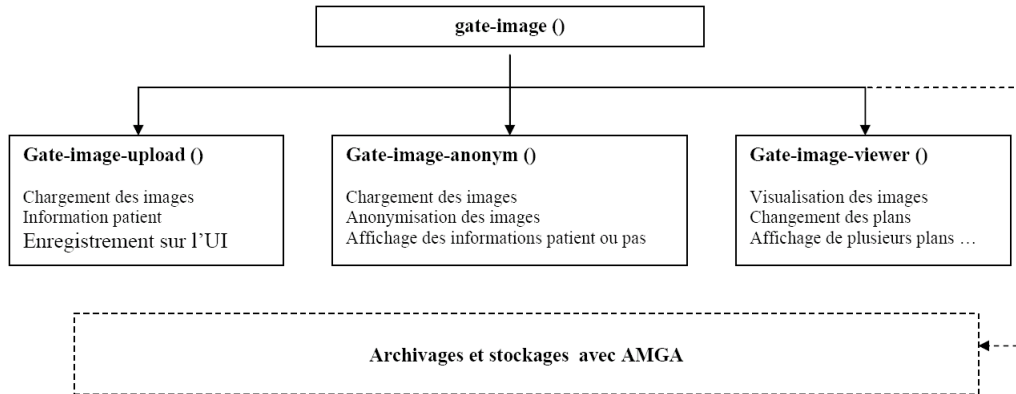 gate-image ()
Gate-image-upload ()
Chargement des images
Information patient
Enregistrement sur l’UI
Gate-image-anonym ()
Chargement des images
Anonymisation des images
Affichage des informations patient ou pas
Gate-image-viewer ()
Visualisation des images
Changement des plans
Affichage de plusieurs plans …
Archivages et stockages avec AMGA